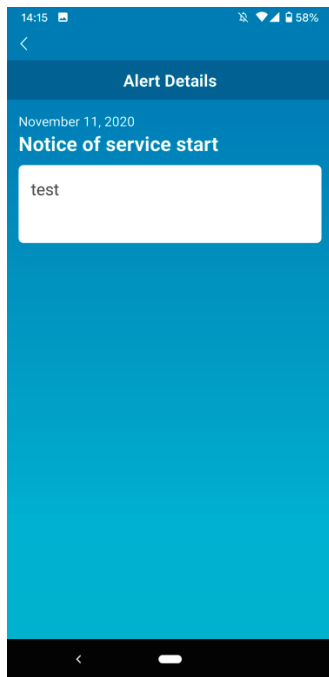 14:15 58%
Alert Details
November 11, 2020
Notice of service start
test